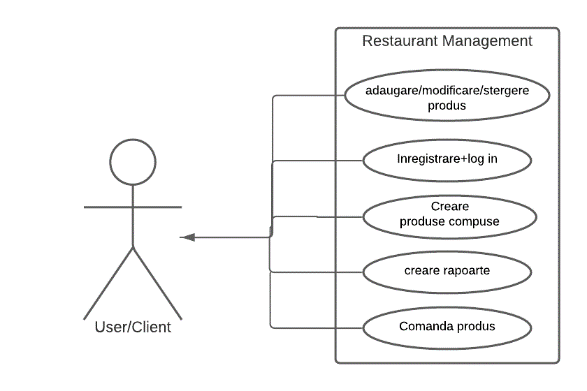 Restaurant Management
adaugare/modificare/stergere
produs
Inregistrare+log in
Creare
produse compuse
creare rapoarte
Comanda produs
User/Client